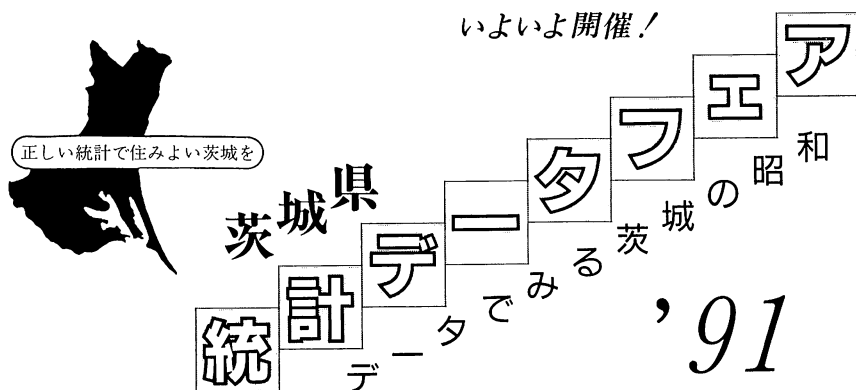 いよいよ開催!
正しい統計で住みよい茨城を
茨城県
統計データフェア
データでみる茨城の昭和
'91